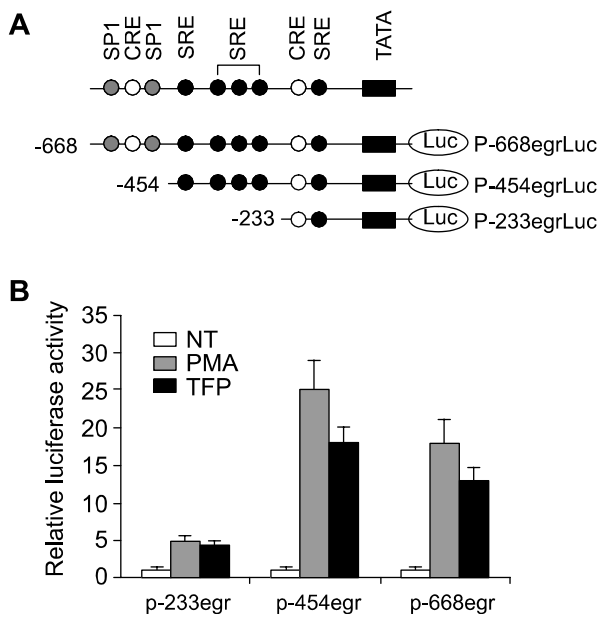 A
SP1 CRE SP1 SRE SRE CRE SRE TATA
-668 Luc P-668egrLuc
-454 Luc P-454egrLuc
-233 Luc P-233egrLuc
B
Relative luciferase activity
35
30
25
20
15
10
5
0
NT
PMA
TFP
p-233egr p-454egr p-668egr